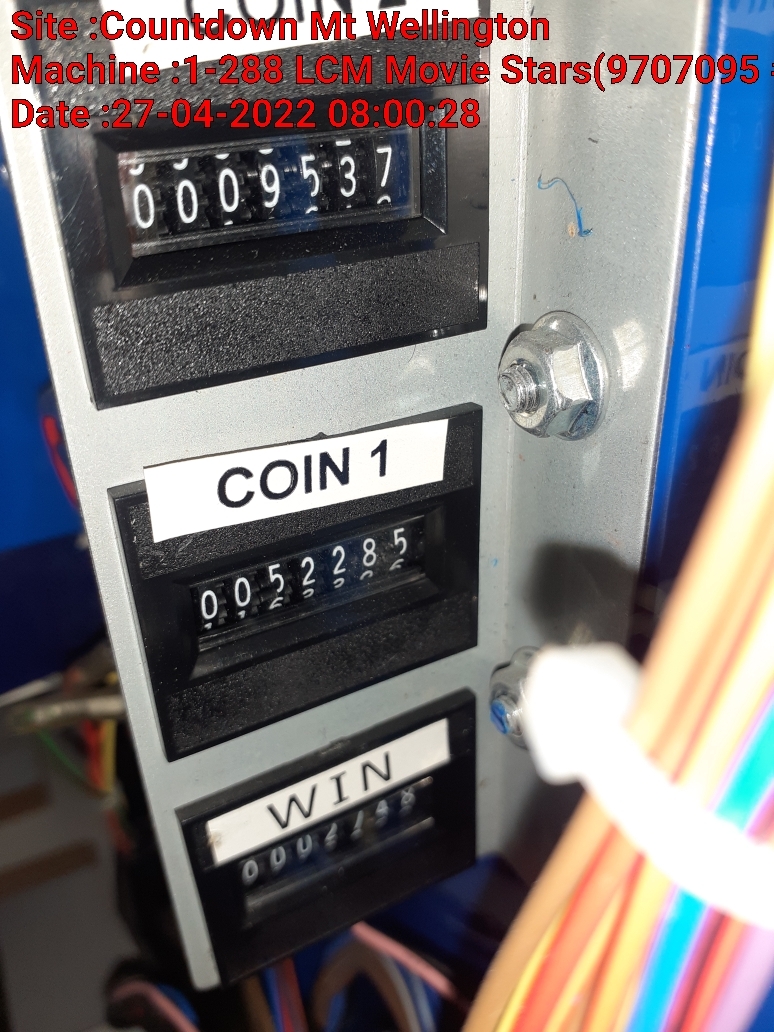 Site :Countdown Mt Wellington
Machine :1-288 LCM Movie Stars(9707095
Date :27-04-2022 08:00:28
0009537
COIN 1
0052285
WIN